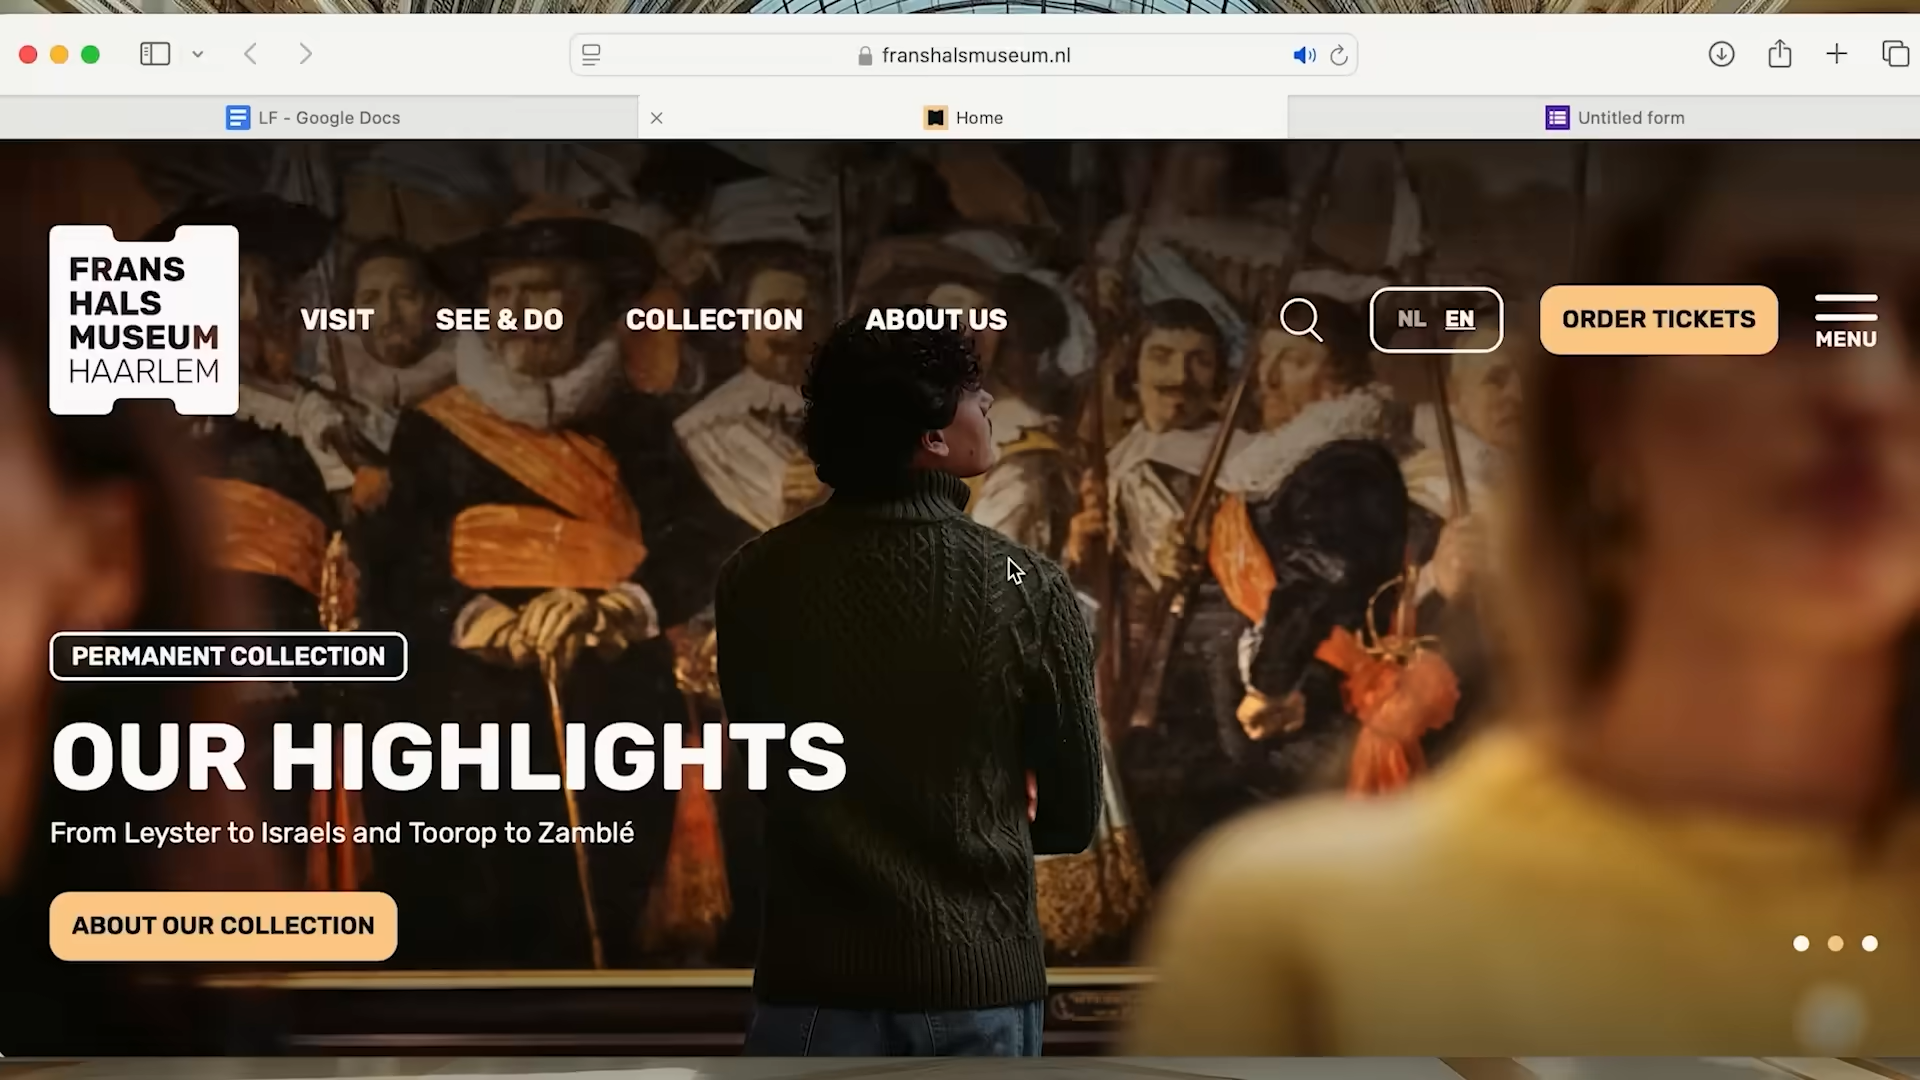 franshalsmuseum.nl
LF - Google Docs
Home
Untitled form
FRANS
HALS
MUSEUM
HAARLEM
VISIT
SEE & DO
COLLECTION
ABOUT US
NL EN
ORDER TICKETS
MENU
PERMANENT COLLECTION
OUR HIGHLIGHTS
From Leyster to Israels and Toorop to Zamblé
ABOUT OUR COLLECTION